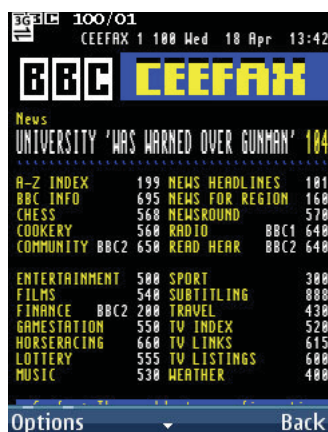 3G 100/01
CEEFAX 1 100 Wed 18 Apr 13:42
BBC CEEFAX
News
UNIVERSITY 'WAS WARNED OVER GUNMAN' 104
A-Z INDEX 199 NEWS HEADLINES 101
BBC INFO 695 NEWS FOR REGION 160
CHESS 568 NEWSROUND 570
COOKERY 560 RADIO BBC1 640
COMMUNITY BBC2 650 READ HEAR BBC2 640
ENTERTAINMENT 500 SPORT 300
FILMS 540 SUBTITLING 888
FINANCE BBC2 200 TRAVEL 430
GAMESTATION 550 TV INDEX 520
HORSERACING 660 TV LINKS 615
LOTTERY 555 TV LISTINGS 600
MUSIC 530 WEATHER 400
Options Back